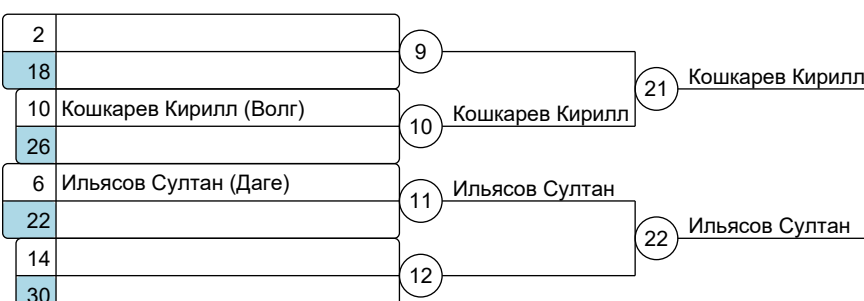 2
9
18
21 Кошкарев Кирилл
10 Кошкарев Кирилл (Волг)
10 Кошкарев Кирилл
26
6 Ильясов Султан (Даге)
11 Ильясов Султан
22
22 Ильясов Султан
14
12
30